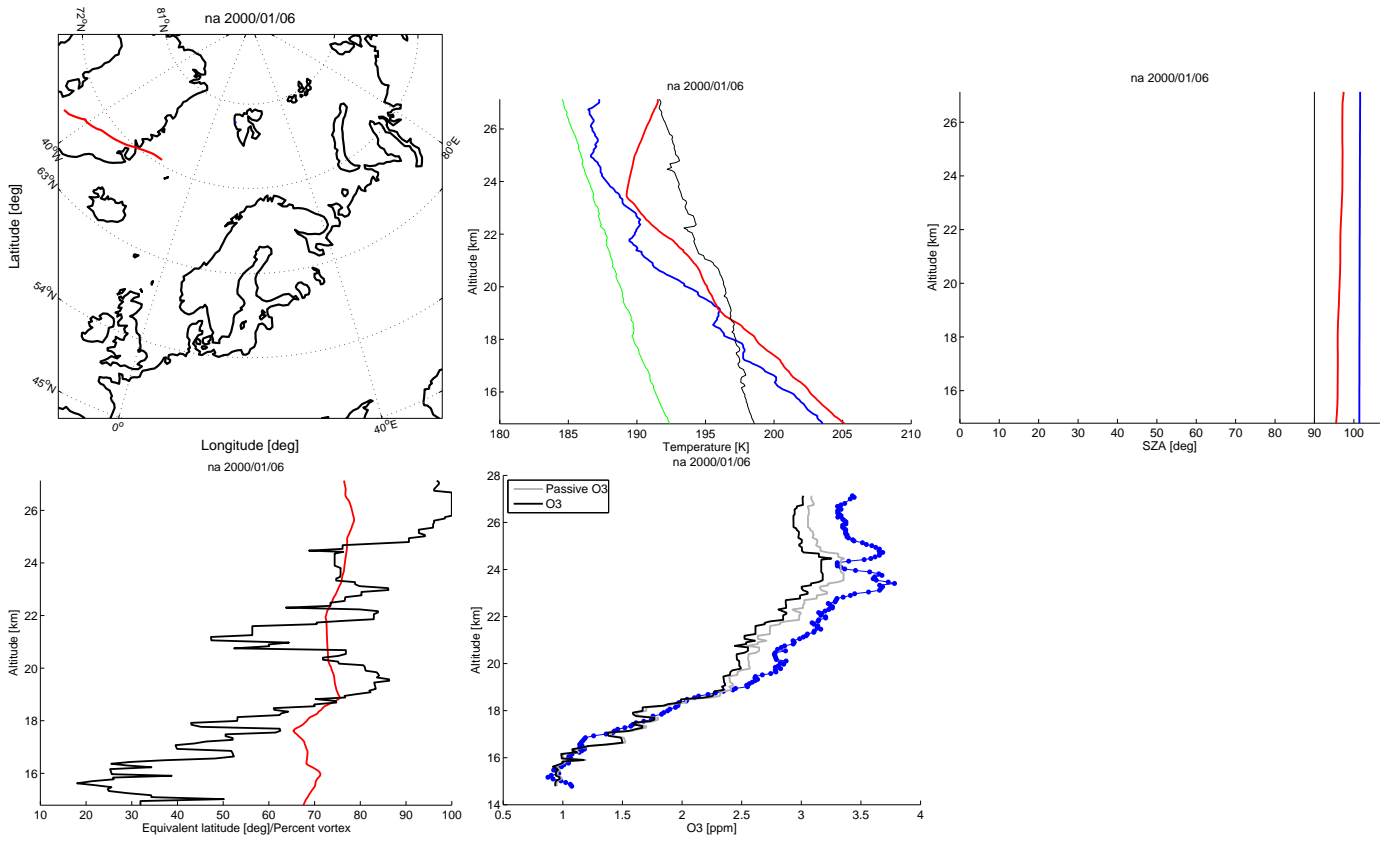 na 2000/01/06
72°N
81°N
40°W
63°N
54°N
45°N
0°
40°E
80°E
Latitude [deg]
Longitude [deg]
na 2000/01/06
26
24
22
20
18
16
180 185 190 195 200 205 210
Altitude [km]
Temperature [K]
na 2000/01/06
26
24
22
20
18
16
0 10 20 30 40 50 60 70 80 90 100
Altitude [km]
SZA [deg]
na 2000/01/06
26
24
22
20
18
16
10 20 30 40 50 60 70 80 90 100
Altitude [km]
Equivalent latitude [deg]/Percent vortex
na 2000/01/06
Passive O3
O3
28
26
24
22
20
18
16
14
0.5 1 1.5 2 2.5 3 3.5 4
Altitude [km]
O3 [ppm]